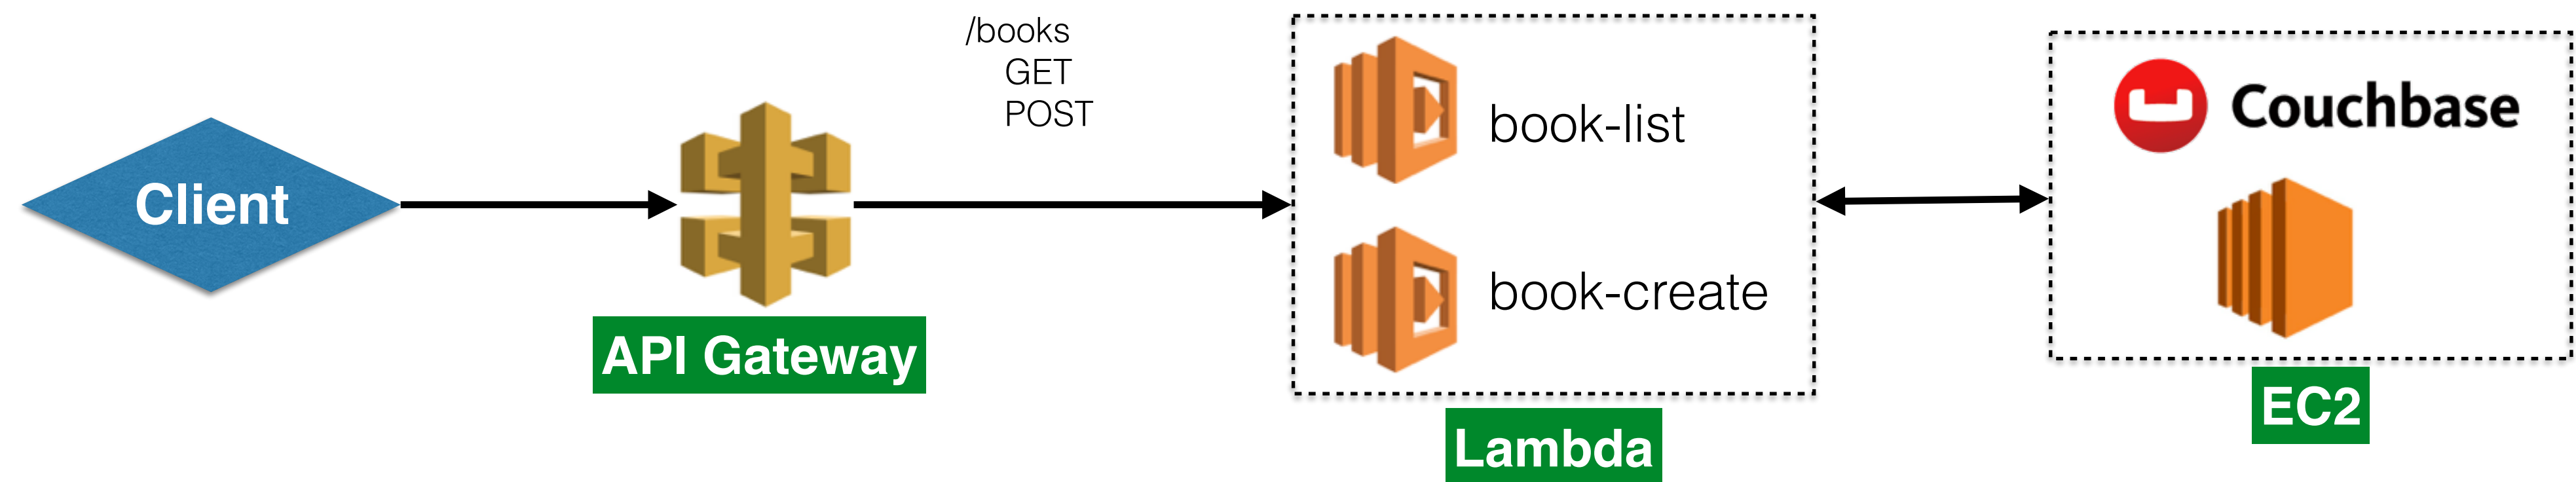 Client
API Gateway
/books
GET
POST
book-list
book-create
Lambda
Couchbase
EC2